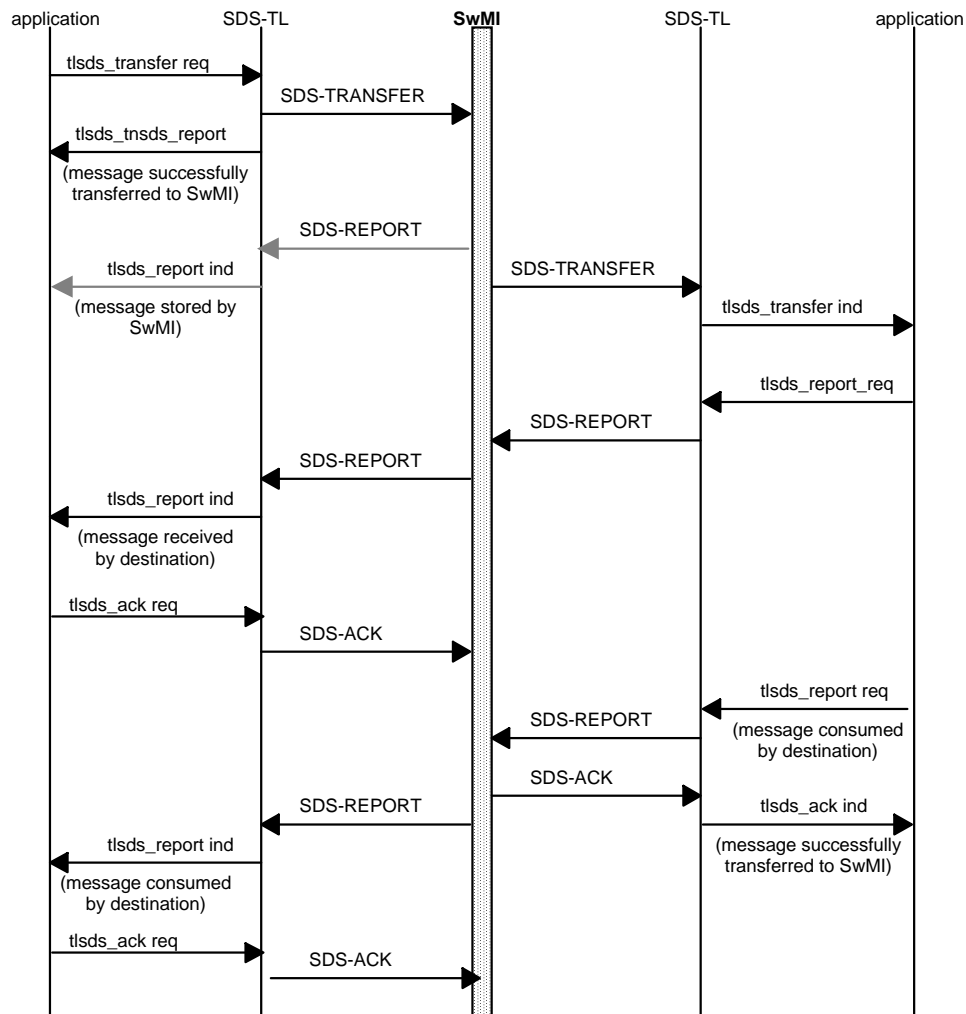 application
SDS-TL
SwMI
SDS-TL
application
tlsds_transfer req
SDS-TRANSFER
tlsds_tnsds_report
(message successfully
transferred to SwMI)
SDS-REPORT
tlsds_report ind
SDS-TRANSFER
(message stored by
SwMI)
tlsds_transfer ind
tlsds_report_req
SDS-REPORT
SDS-REPORT
tlsds_report ind
(message received
by destination)
tlsds_ack req
SDS-ACK
tlsds_report req
SDS-REPORT
(message consumed
by destination)
SDS-ACK
SDS-REPORT
tlsds_ack ind
tlsds_report ind
(message successfully
transferred to SwMI)
(message consumed
by destination)
tlsds_ack req
SDS-ACK